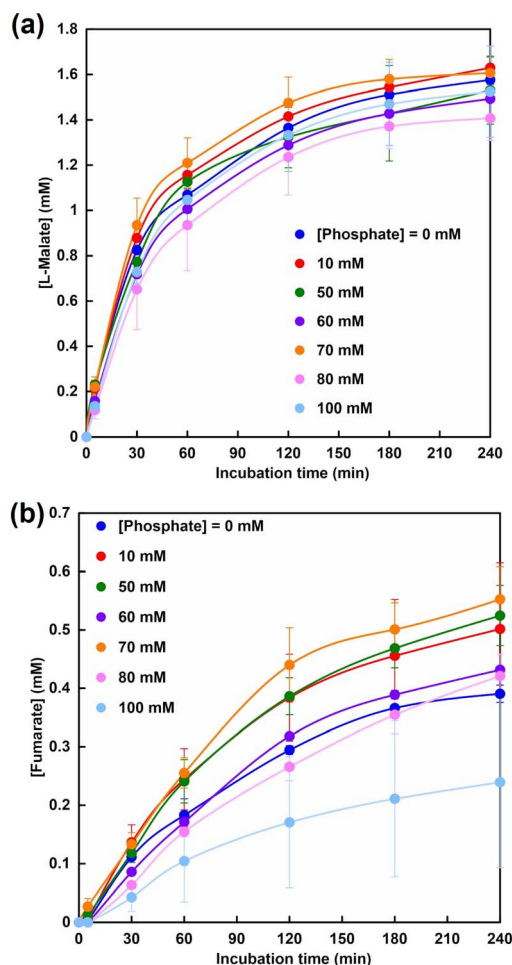 (a)
1.8
1.6
1.4
1.2
1
0.8
0.6
0.4
0.2
0
[L-Malate] (mM)
[Phosphate] = 0 mM
10 mM
50 mM
60 mM
70 mM
80 mM
100 mM
0 30 60 90 120 150 180 210 240
Incubation time (min)
(b)
0.7
0.6
0.5
0.4
0.3
0.2
0.1
0
[Fumarate] (mM)
[Phosphate] = 0 mM
10 mM
50 mM
60 mM
70 mM
80 mM
100 mM
0 30 60 90 120 150 180 210 240
Incubation time (min)